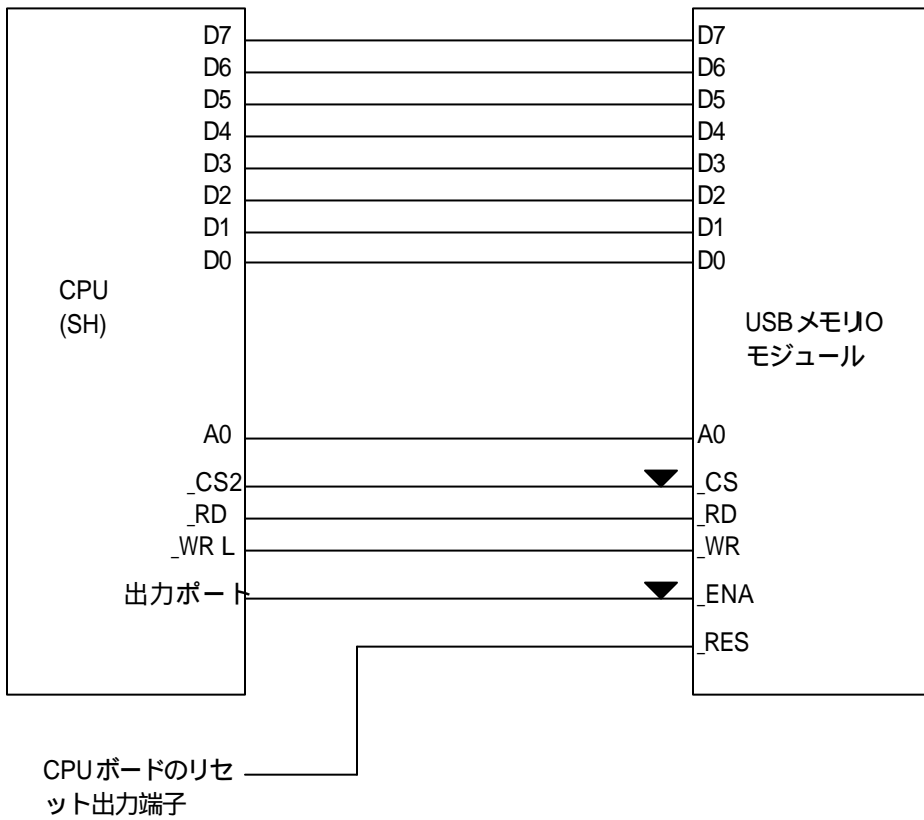 D7 D7
D6 D6
D5 D5
D4 D4
D3 D3
D2 D2
D1 D1
D0 D0
CPU
(SH)
USBメモリIO
モジュール
A0 A0
_CS2 _CS
_RD _RD
_WR L _WR
出力ポート _ENA
_RES
CPUボードのリセ
ット出力端子